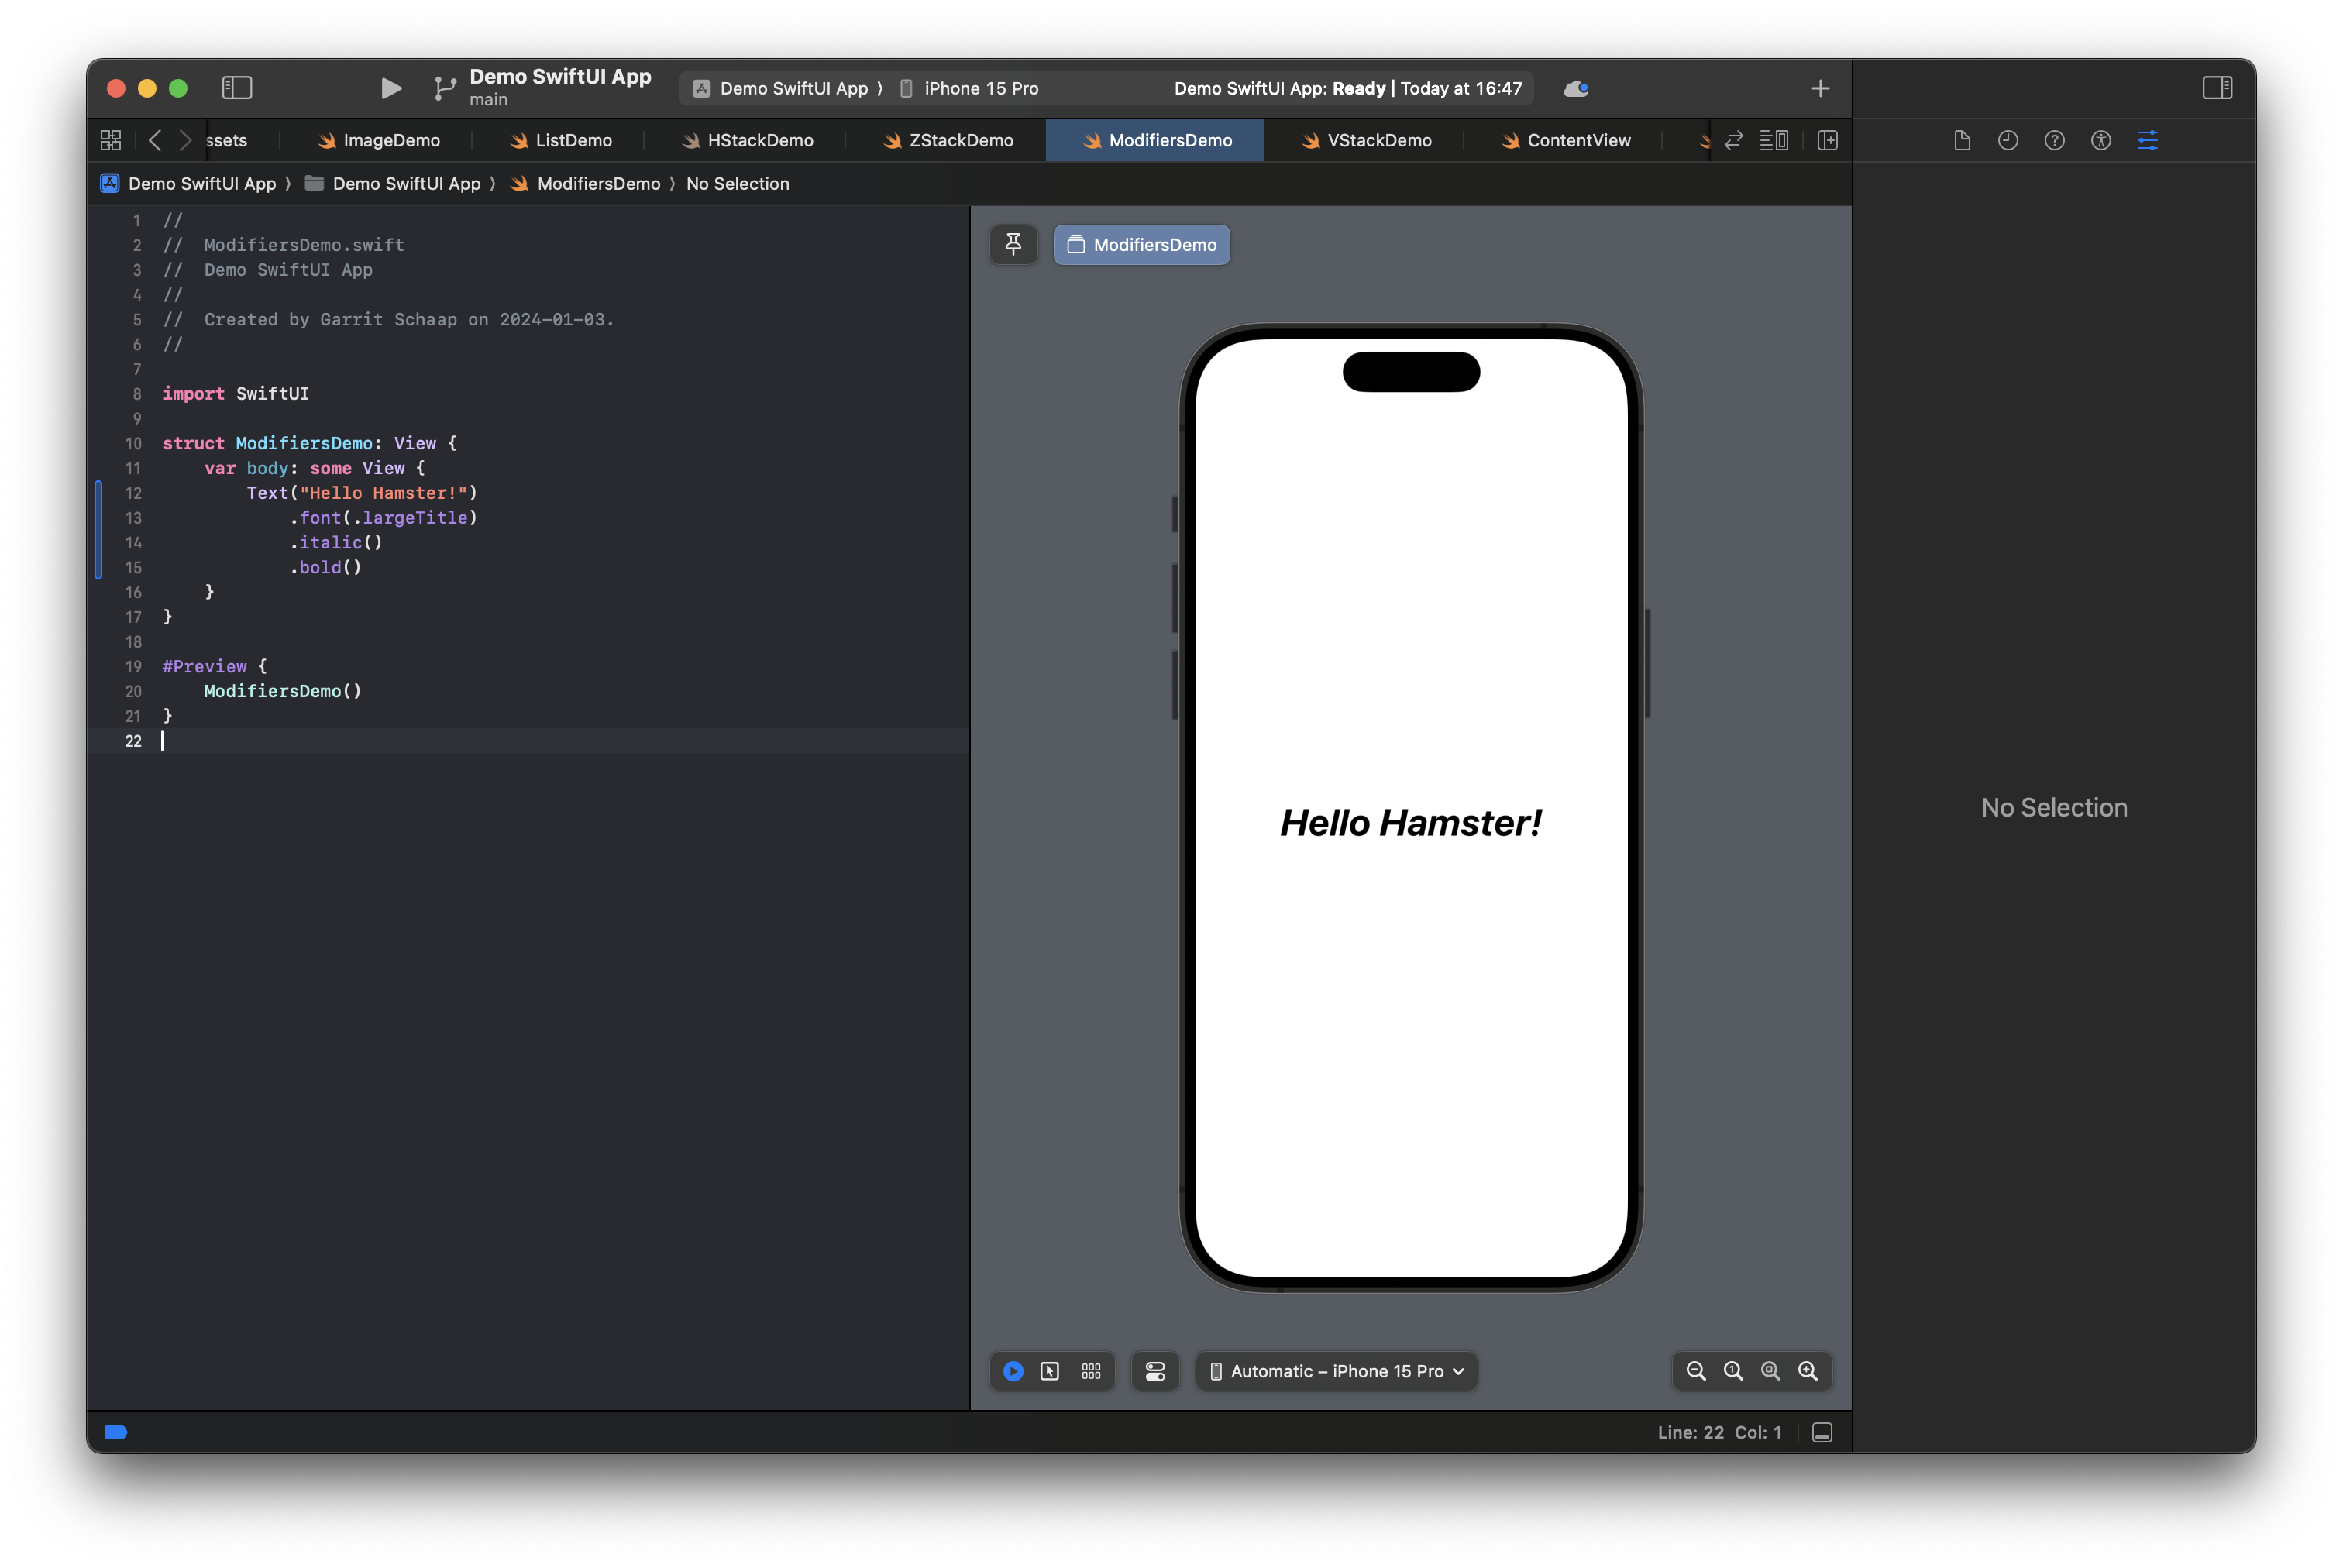 Demo SwiftUI App
main
Demo SwiftUI App ⟩ iPhone 15 Pro
Demo SwiftUI App: Ready | Today at 16:47
ssets ImageDemo ListDemo HStackDemo ZStackDemo ModifiersDemo VStackDemo ContentView
Demo SwiftUI App ⟩ Demo SwiftUI App ⟩ ModifiersDemo ⟩ No Selection
1 //
2 //  ModifiersDemo.swift
3 //  Demo SwiftUI App
4 //
5 //  Created by Garrit Schaap on 2024-01-03.
6 //
7
8 import SwiftUI
9
10 struct ModifiersDemo: View {
11     var body: some View {
12         Text("Hello Hamster!")
13             .font(.largeTitle)
14             .italic()
15             .bold()
16     }
17 }
18
19 #Preview {
20     ModifiersDemo()
21 }
22
ModifiersDemo
Hello Hamster!
Automatic – iPhone 15 Pro
No Selection
Line: 22 Col: 1